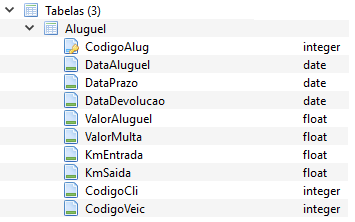 Tabelas (3)
Aluguel
CodigoAlug integer
DataAluguel date
DataPrazo date
DataDevolucao date
ValorAluguel float
ValorMulta float
KmEntrada float
KmSaida float
CodigoCli integer
CodigoVeic integer